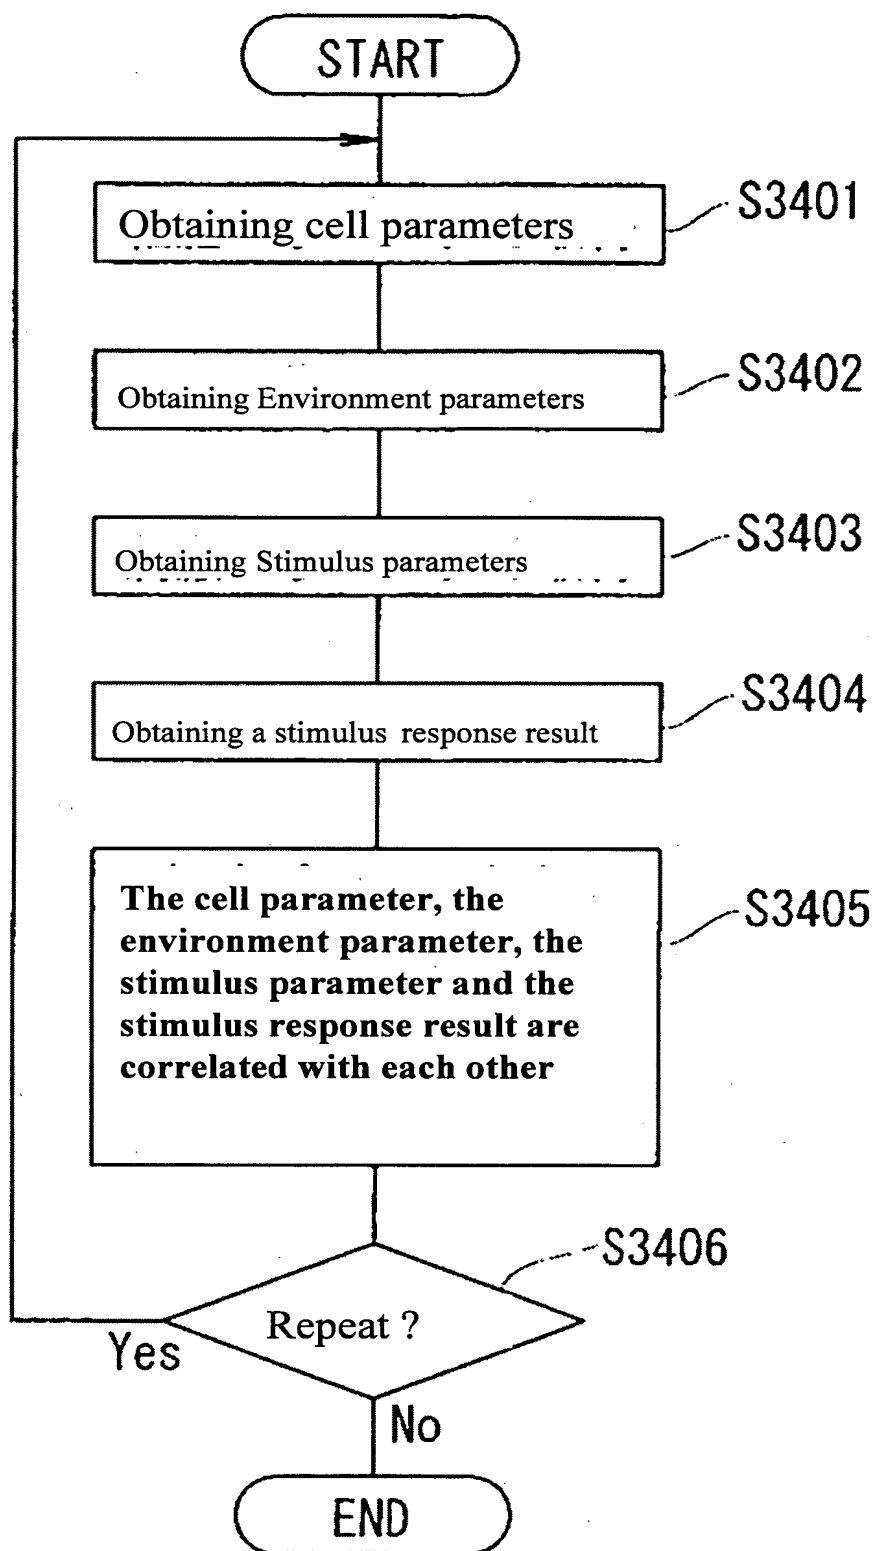 START
Obtaining cell parameters
S3401
Obtaining Environment parameters
S3402
Obtaining Stimulus parameters
S3403
Obtaining a stimulus response result
S3404
The cell parameter, the
environment parameter, the
stimulus parameter and the
stimulus response result are
correlated with each other
S3405
S3406
Repeat ?
Yes
No
END